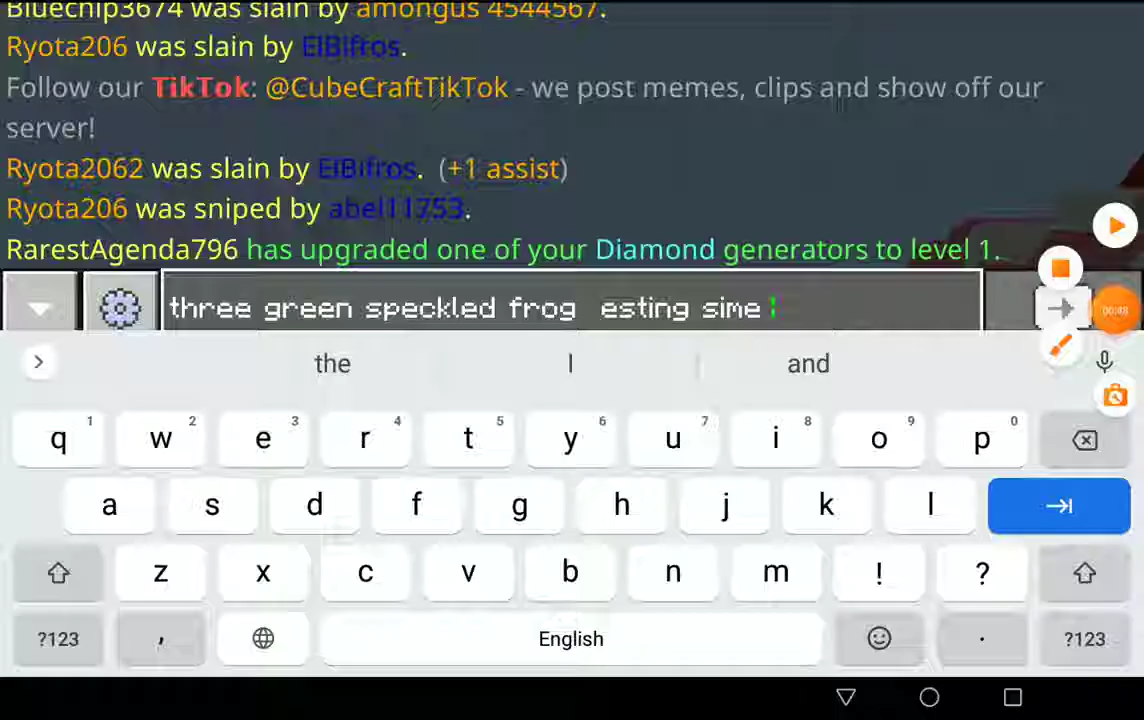 Bluechip3674 was slain by amongus 4544567.
Ryota206 was slain by ElBifros.
Follow our TikTok: @CubeCraftTikTok - we post memes, clips and show off our
server!
Ryota2062 was slain by ElBifros. (+1 assist)
Ryota206 was sniped by abel11753.
RarestAgenda796 has upgraded one of your Diamond generators to level 1.
three green speckled frog esting sime
00:48
the I and
q 1 w 2 e 3 r 4 t 5 y 6 u 7 i 8 o 9 p 0
a s d f g h j k l
z x c v b n m ! ?
?123 , English . ?123